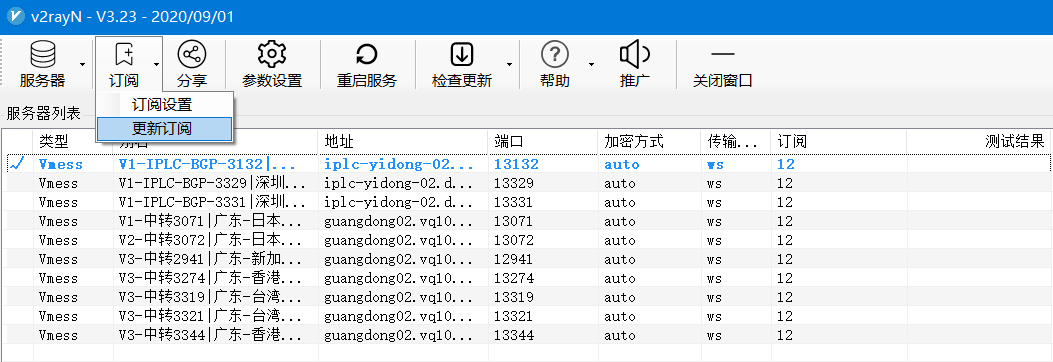 v2rayN - V3.23 - 2020/09/01
服务器 订阅 分享 参数设置 重启服务 检查更新 帮助 推广 关闭窗口
订阅设置
服务器列表
更新订阅
类型 地址 端口 加密方式 传输... 订阅 测试结果
Vmess V1-IPLC-BGP-3132|... iplc-yidong-02... 13132 auto ws 12
Vmess V1-IPLC-BGP-3329|深圳... iplc-yidong-02.d... 13329 auto ws 12
Vmess V1-IPLC-BGP-3331|深圳... iplc-yidong-02.d... 13331 auto ws 12
Vmess V1-中转3071|广东-日本... guangdong02.vq10... 13071 auto ws 12
Vmess V2-中转3072|广东-日本... guangdong02.vq10... 13072 auto ws 12
Vmess V3-中转2941|广东-新加... guangdong02.vq10... 12941 auto ws 12
Vmess V3-中转3274|广东-香港... guangdong02.vq10... 13274 auto ws 12
Vmess V3-中转3319|广东-台湾... guangdong02.vq10... 13319 auto ws 12
Vmess V3-中转3321|广东-台湾... guangdong02.vq10... 13321 auto ws 12
Vmess V3-中转3344|广东-香港... guangdong02.vq10... 13344 auto ws 12